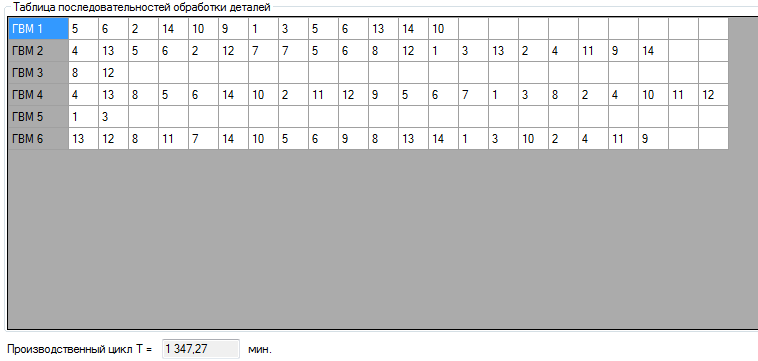 Таблица последовательностей обработки деталей
ГВМ 1 5 6 2 14 10 9 1 3 5 6 13 14 10
ГВМ 2 4 13 5 6 2 12 7 7 5 6 8 12 1 3 13 2 4 11 9 14
ГВМ 3 8 12
ГВМ 4 4 13 8 5 6 14 10 2 11 12 9 5 6 7 1 3 8 2 4 10 11 12
ГВМ 5 1 3
ГВМ 6 13 12 8 11 7 14 10 5 6 9 8 13 14 1 3 10 2 4 11 9
Производственный цикл T = 1 347,27 мин.